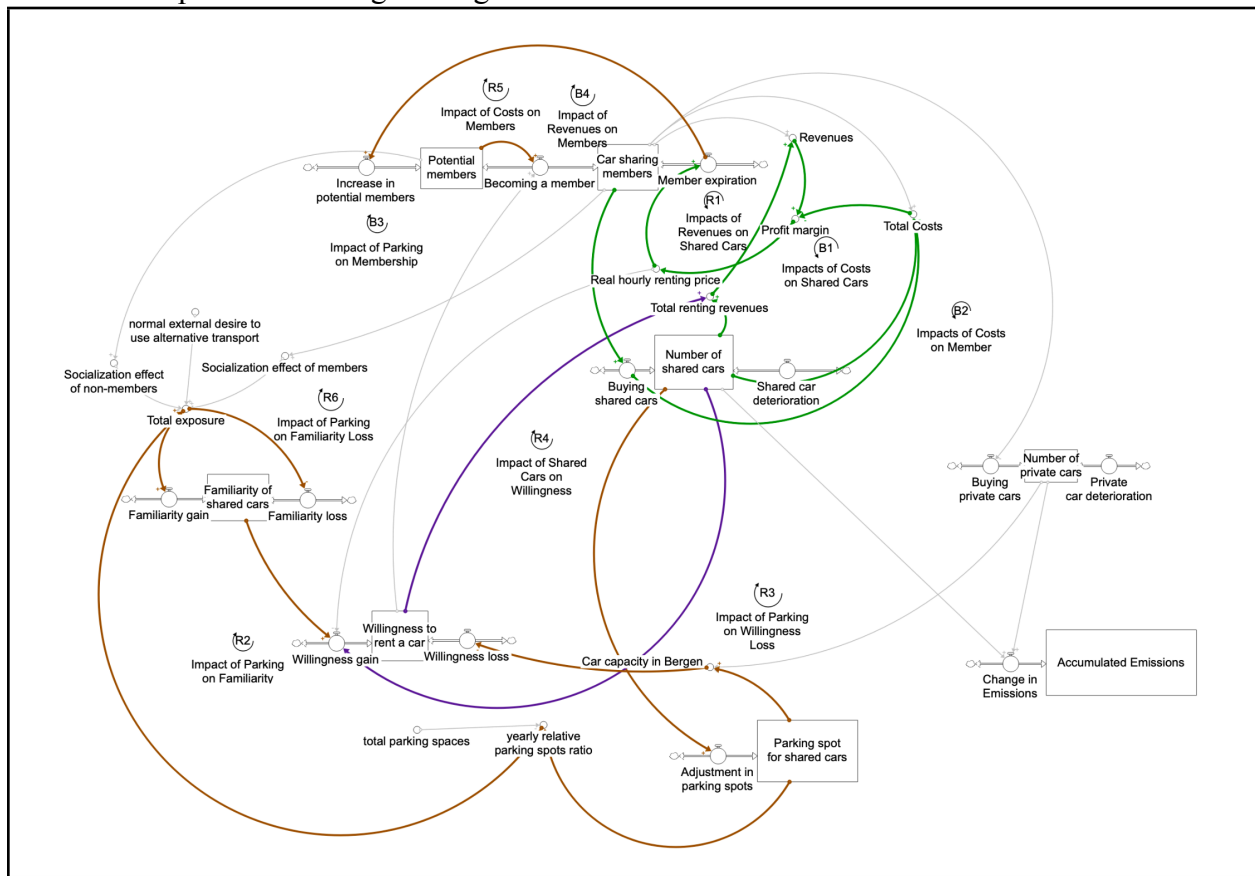 R5
Impact of Costs on
Members
B4
Impact of
Revenues on
Members
Revenues
Potential
members
Car sharing
members
Increase in
potential members
Becoming a member
Member expiration
R1
Impacts of
Revenues on
Shared Cars
B3
Impact of Parking
on Membership
Profit margin
Total Costs
B1
Impacts of Costs
on Shared Cars
Real hourly renting price
Total renting revenues
B2
Impacts of Costs
on Member
normal external desire to
use alternative transport
Socialization effect
of non-members
Socialization effect of members
Number of
shared cars
Buying
shared cars
Shared car
deterioration
R6
Impact of Parking
on Familiarity Loss
Total exposure
R4
Impact of Shared
Cars on
Willingness
Number of
private cars
Buying
private cars
Private
car deterioration
Familiarity of
shared cars
Familiarity gain
Familiarity loss
R3
Impact of Parking
on Willingness
Loss
R2
Impact of Parking
on Familiarity
Willingness to
rent a car
Willingness gain
Willingness loss
Car capacity in Bergen
Change in
Emissions
Accumulated Emissions
total parking spaces
yearly relative
parking spots ratio
Adjustment in
parking spots
Parking spot
for shared cars